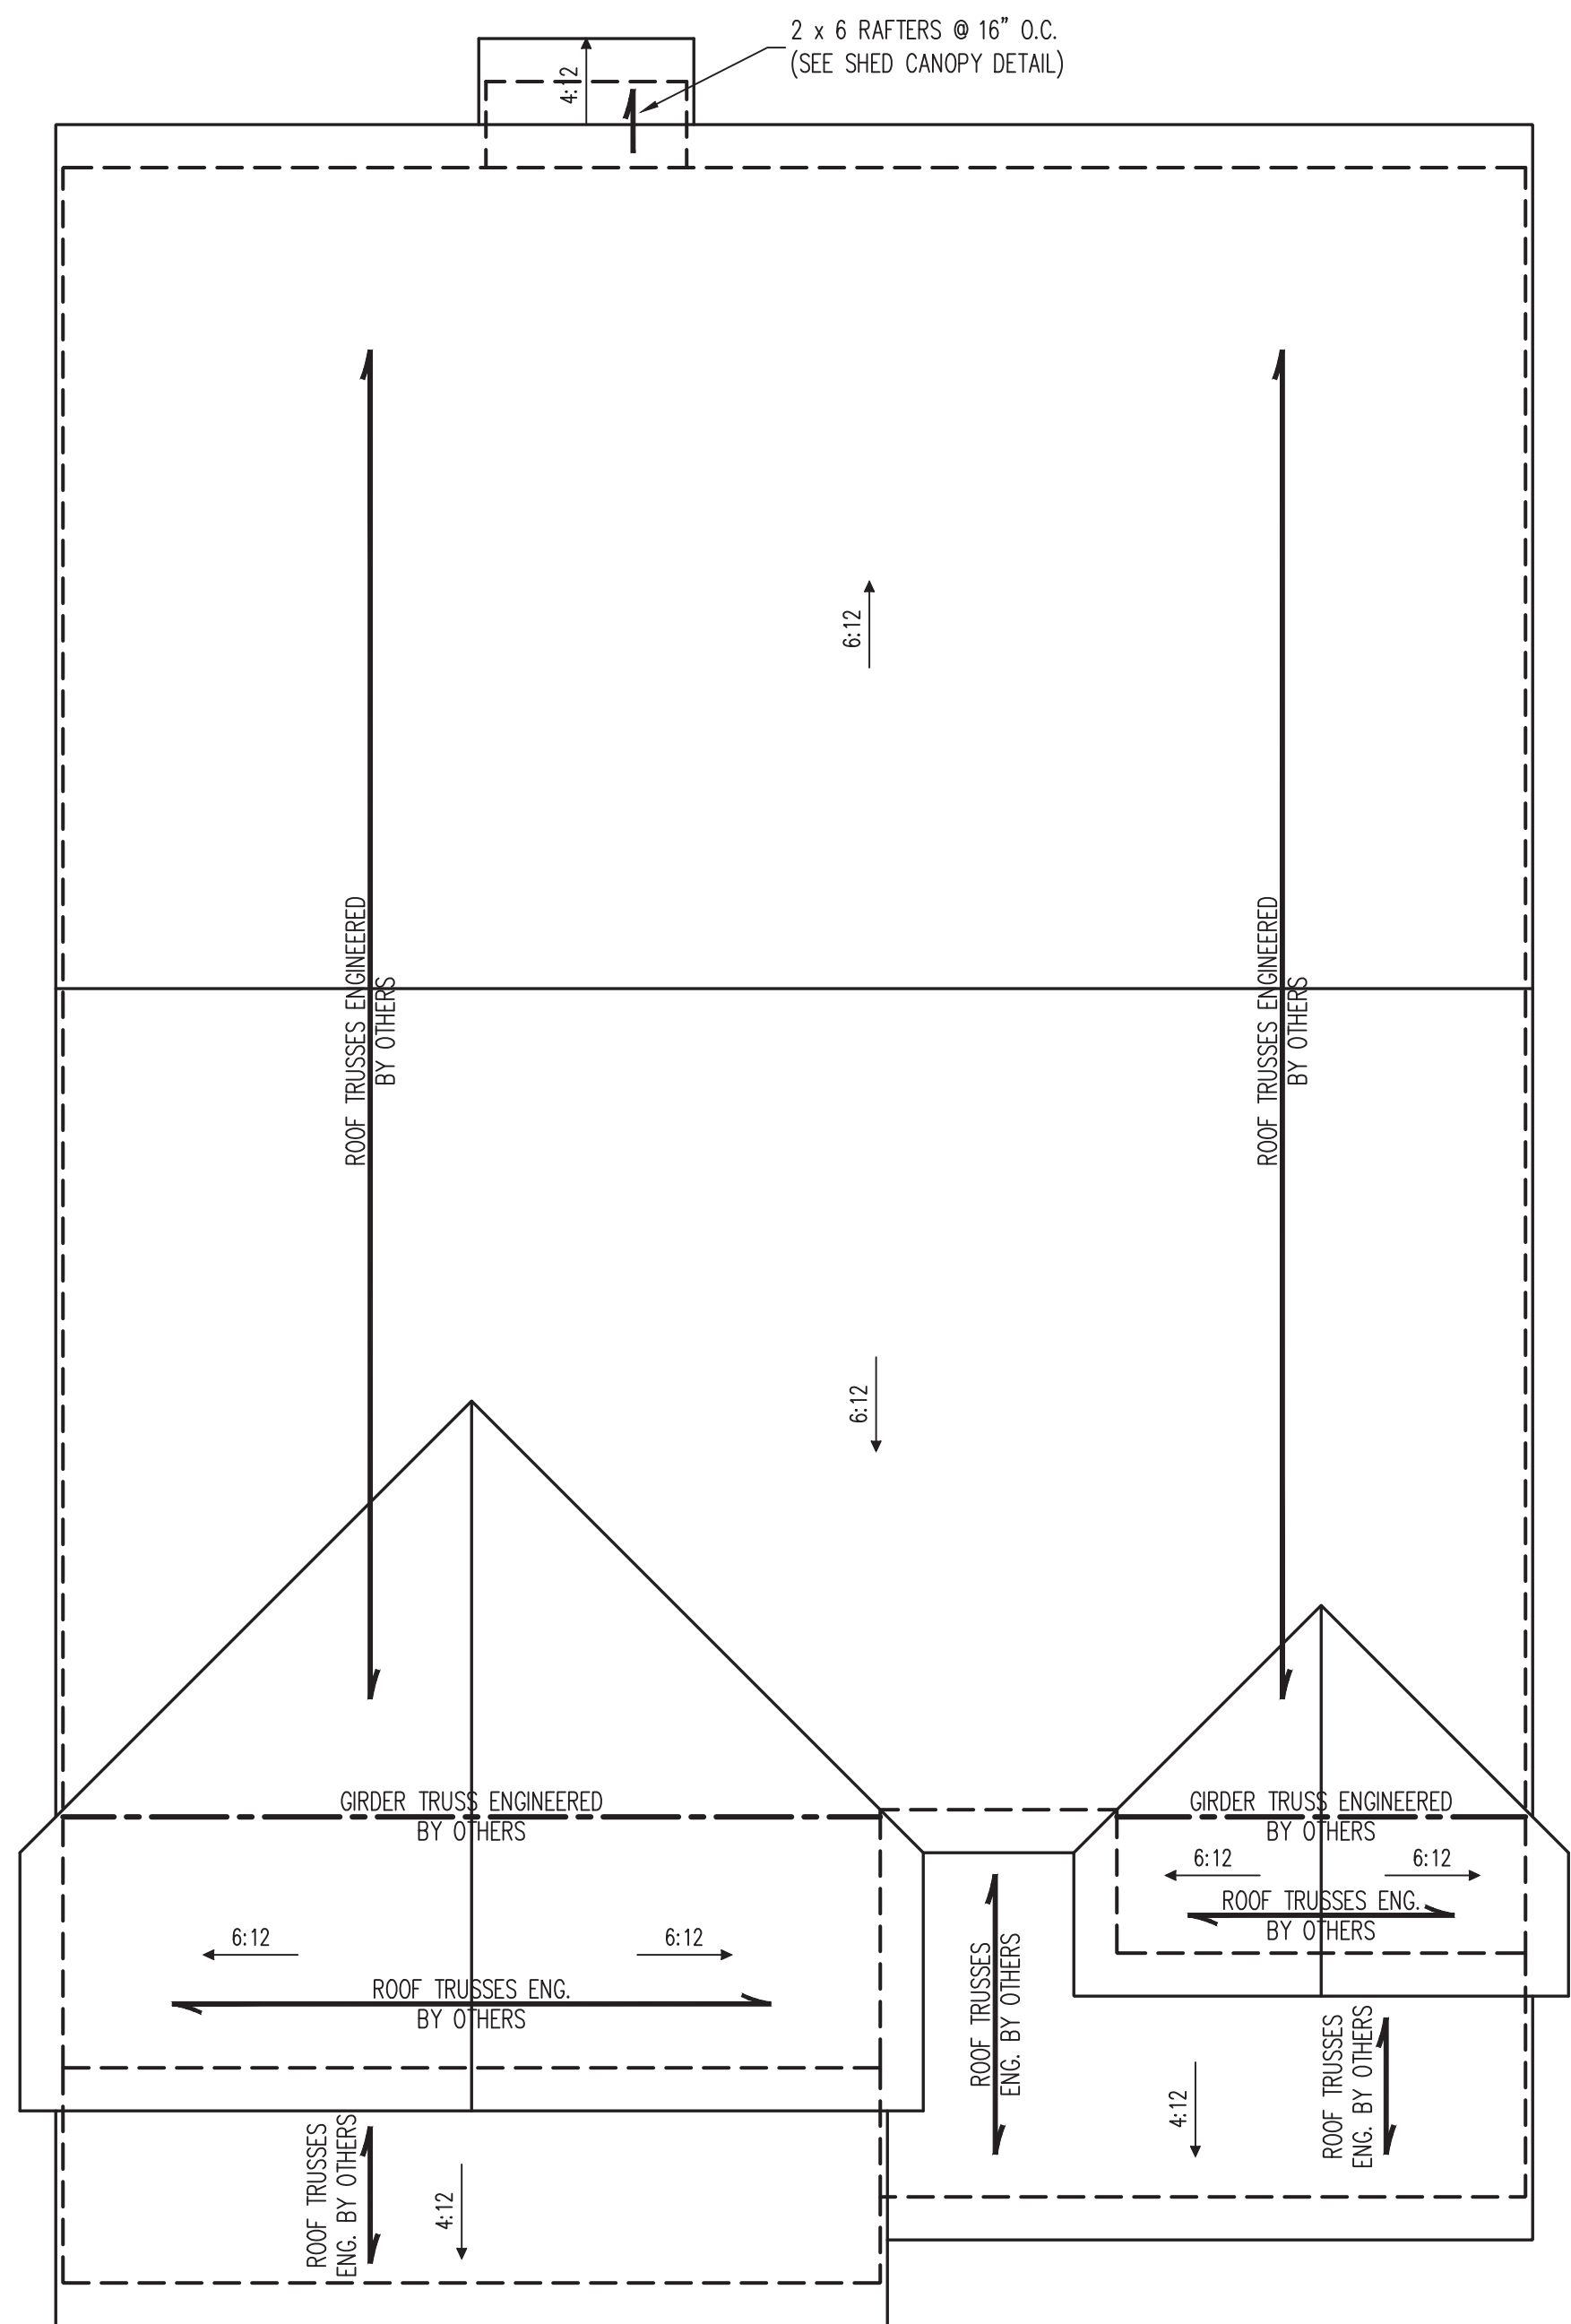 2 x 6 RAFTERS @ 16" O.C.
(SEE SHED CANOPY DETAIL)
4:12
6:12
ROOF TRUSSES ENGINEERED
BY OTHERS
ROOF TRUSSES ENGINEERED
BY OTHERS
6:12
GIRDER TRUSS ENGINEERED
BY OTHERS
GIRDER TRUSS ENGINEERED
BY OTHERS
6:12
6:12
ROOF TRUSSES ENG.
BY OTHERS
6:12
6:12
ROOF TRUSSES ENG.
BY OTHERS
ROOF TRUSSES
ENG. BY OTHERS
4:12
ROOF TRUSSES
ENG. BY OTHERS
ROOF TRUSSES
ENG. BY OTHERS
4:12